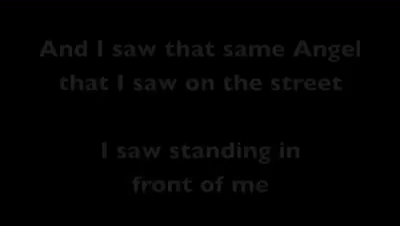 And I saw that same Angel
that I saw on the street
I saw standing in
front of me